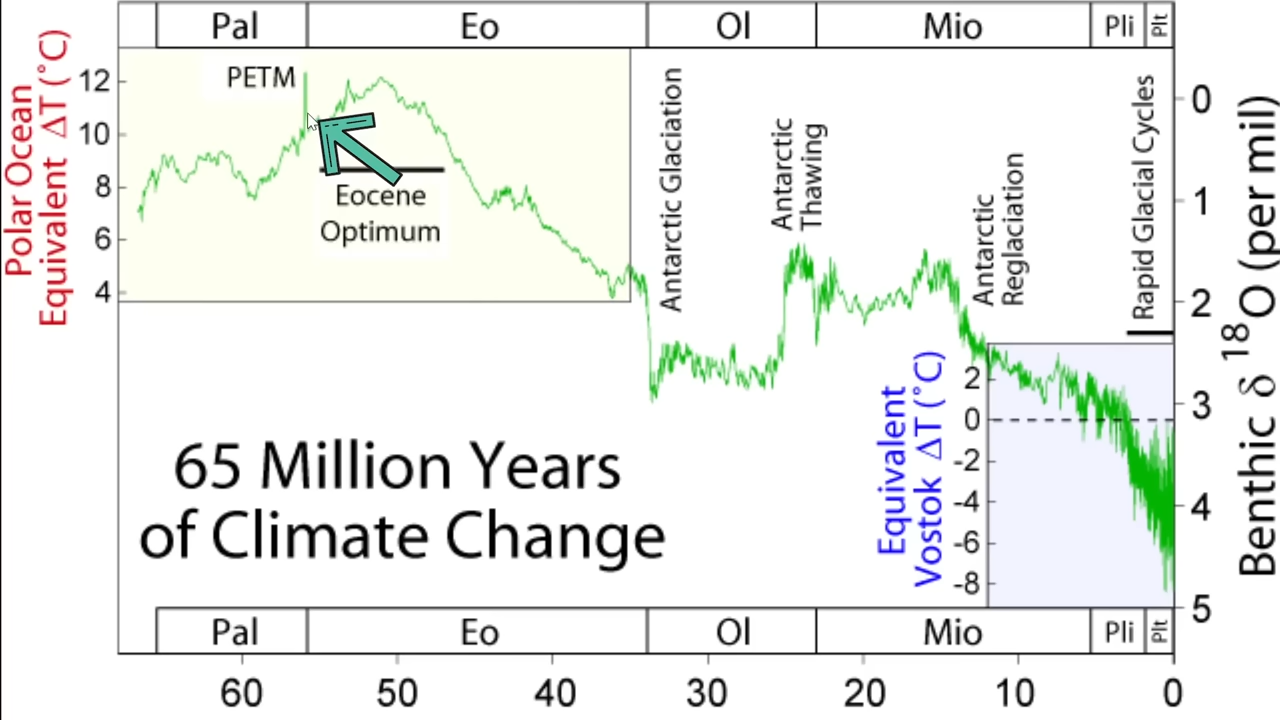 Pal Eo Ol Mio Pli Plt
Polar Ocean
Equivalent ΔT (°C)
12
10
8
6
4
PETM
Eocene
Optimum
Antarctic Glaciation
Antarctic
Thawing
Antarctic
Reglaciation
Rapid Glacial Cycles
0
1
2
3
4
5
Benthic δ 18O (per mil)
65 Million Years
of Climate Change
Equivalent
Vostok ΔT (°C)
2
0
-2
-4
-6
-8
Pal Eo Ol Mio Pli Plt
60 50 40 30 20 10 0